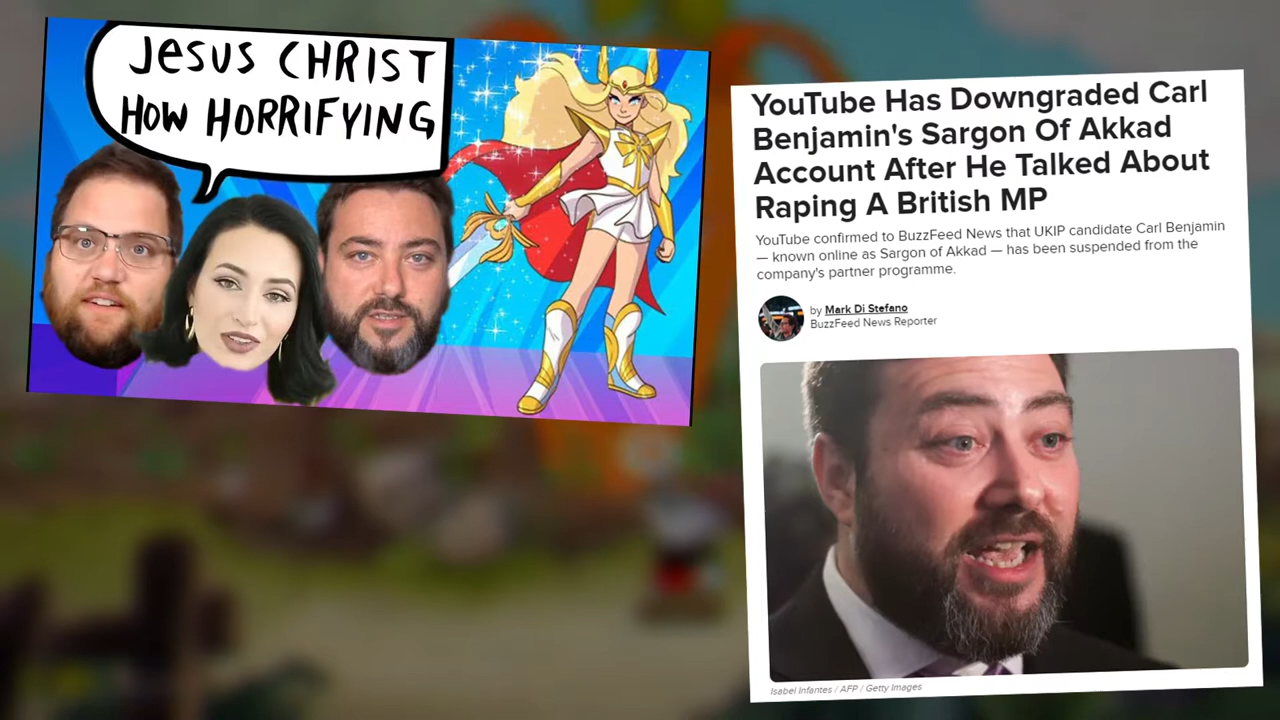 JESUS CHRIST
HOW HORRIFYING
YouTube Has Downgraded Carl
Benjamin's Sargon Of Akkad
Account After He Talked About
Raping A British MP
YouTube confirmed to BuzzFeed News that UKIP candidate Carl Benjamin
— known online as Sargon of Akkad — has been suspended from the
company's partner programme.
by Mark Di Stefano
BuzzFeed News Reporter
Isabel Infantes / AFP / Getty Images